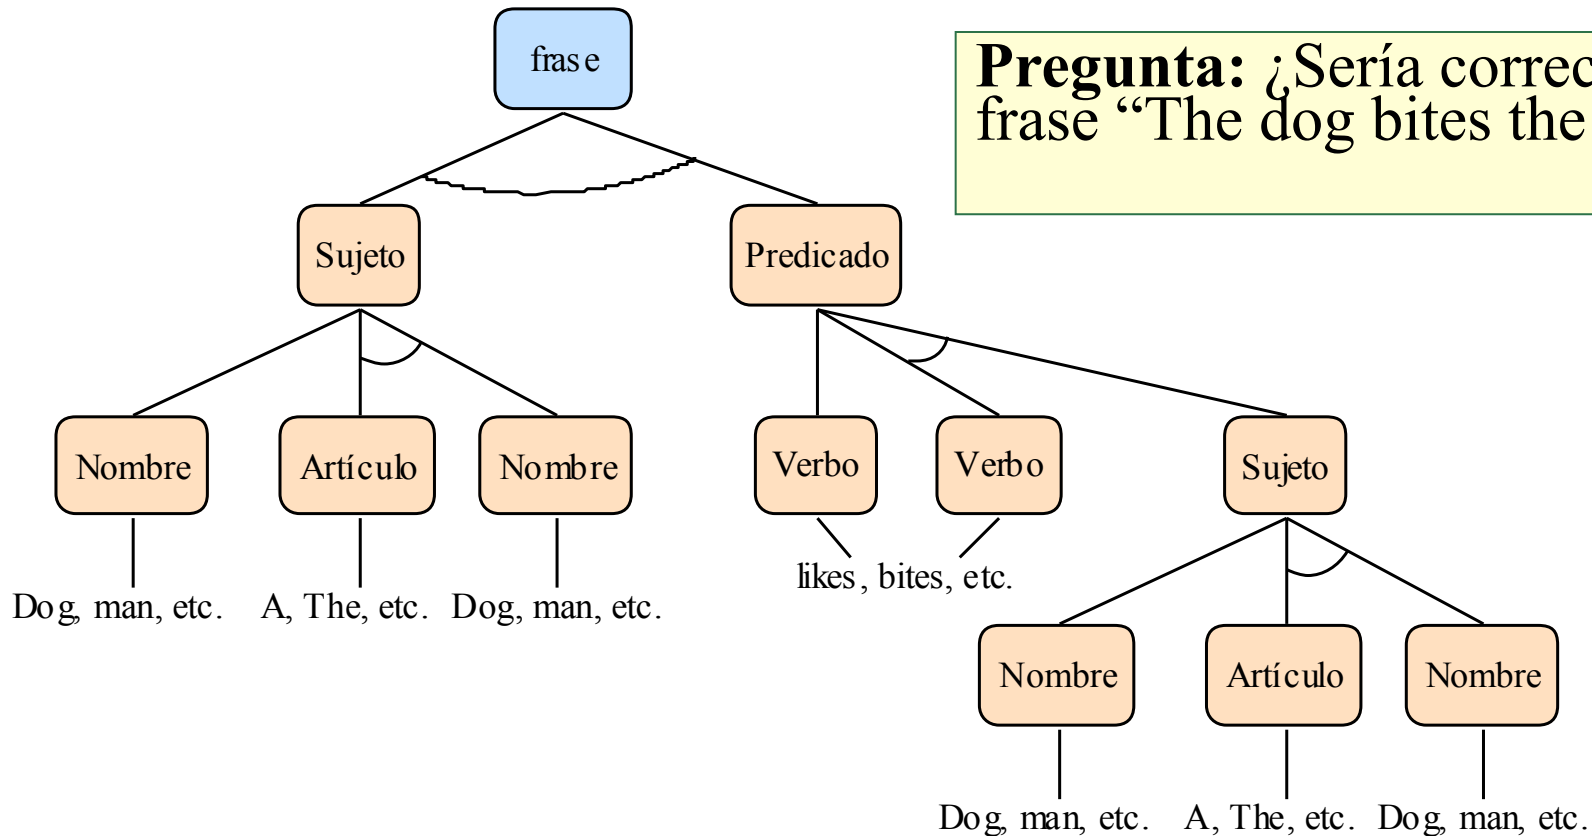 frase
Pregunta: ¿Sería correc
frase “The dog bites the
Sujeto
Predicado
Nombre
Artículo
Nombre
Verbo
Verbo
Sujeto
Dog, man, etc.
A, The, etc.
Dog, man, etc.
likes, bites, etc.
Nombre
Artículo
Nombre
Dog, man, etc.
A, The, etc.
Dog, man, etc.